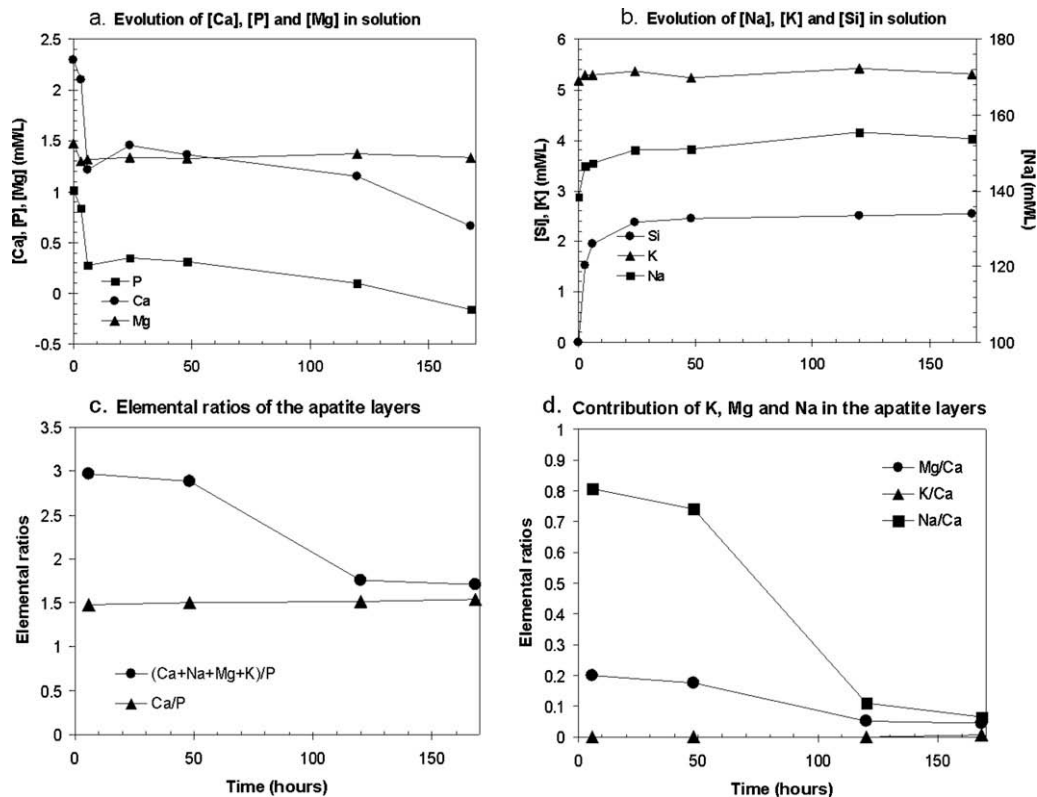 a. Evolution of [Ca], [P] and [Mg] in solution
[Ca], [P], [Mg] (mM/L)
2.5
2
1.5
1
0.5
0
-0.5
P
Ca
Mg
0 50 100 150
b. Evolution of [Na], [K] and [Si] in solution
[Si], [K] (mM/L)
6
5
4
3
2
1
0
Si
K
Na
180
160
140
120
100
[Na] (mM/L)
0 50 100 150
c. Elemental ratios of the apatite layers
Elemental ratios
3.5
3
2.5
2
1.5
1
0.5
0
(Ca+Na+Mg+K)/P
Ca/P
0 50 100 150
Time (hours)
d. Contribution of K, Mg and Na in the apatite layers
Elemental ratios
1
0.9
0.8
0.7
0.6
0.5
0.4
0.3
0.2
0.1
0
Mg/Ca
K/Ca
Na/Ca
0 50 100 150
Time (hours)